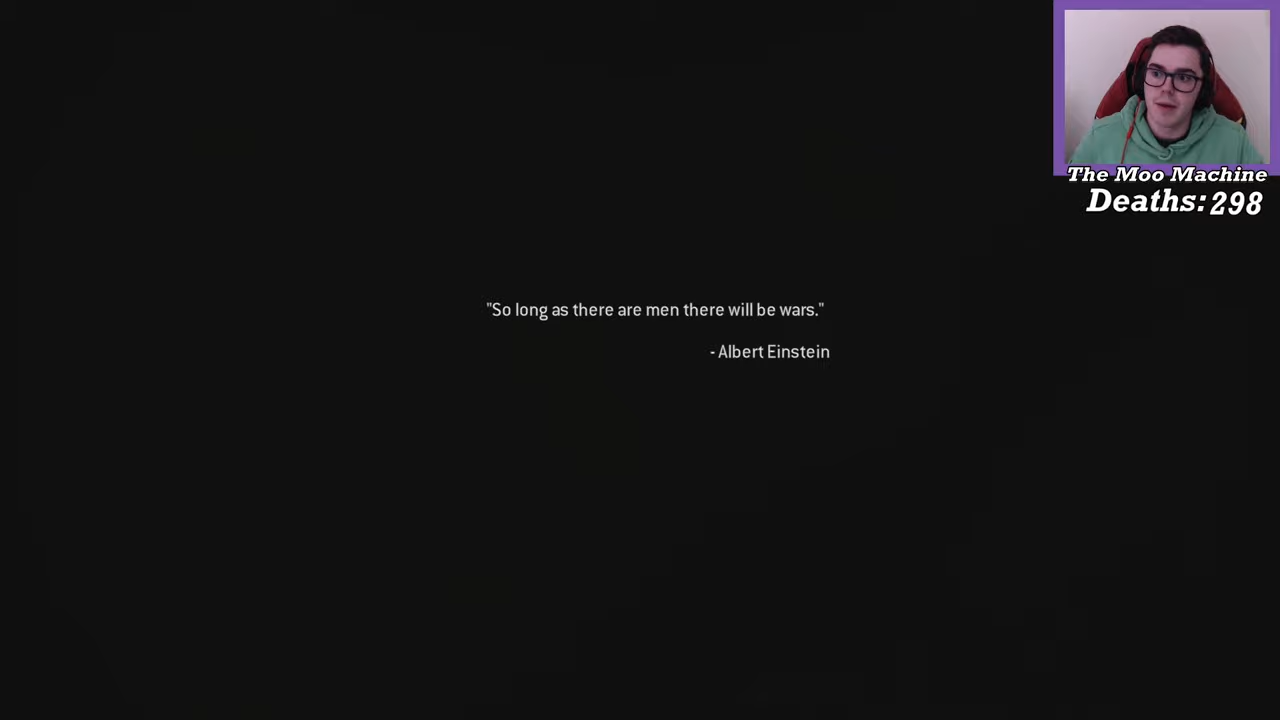 The Moo Machine
Deaths: 298
"So long as there are men there will be wars."
- Albert Einstein